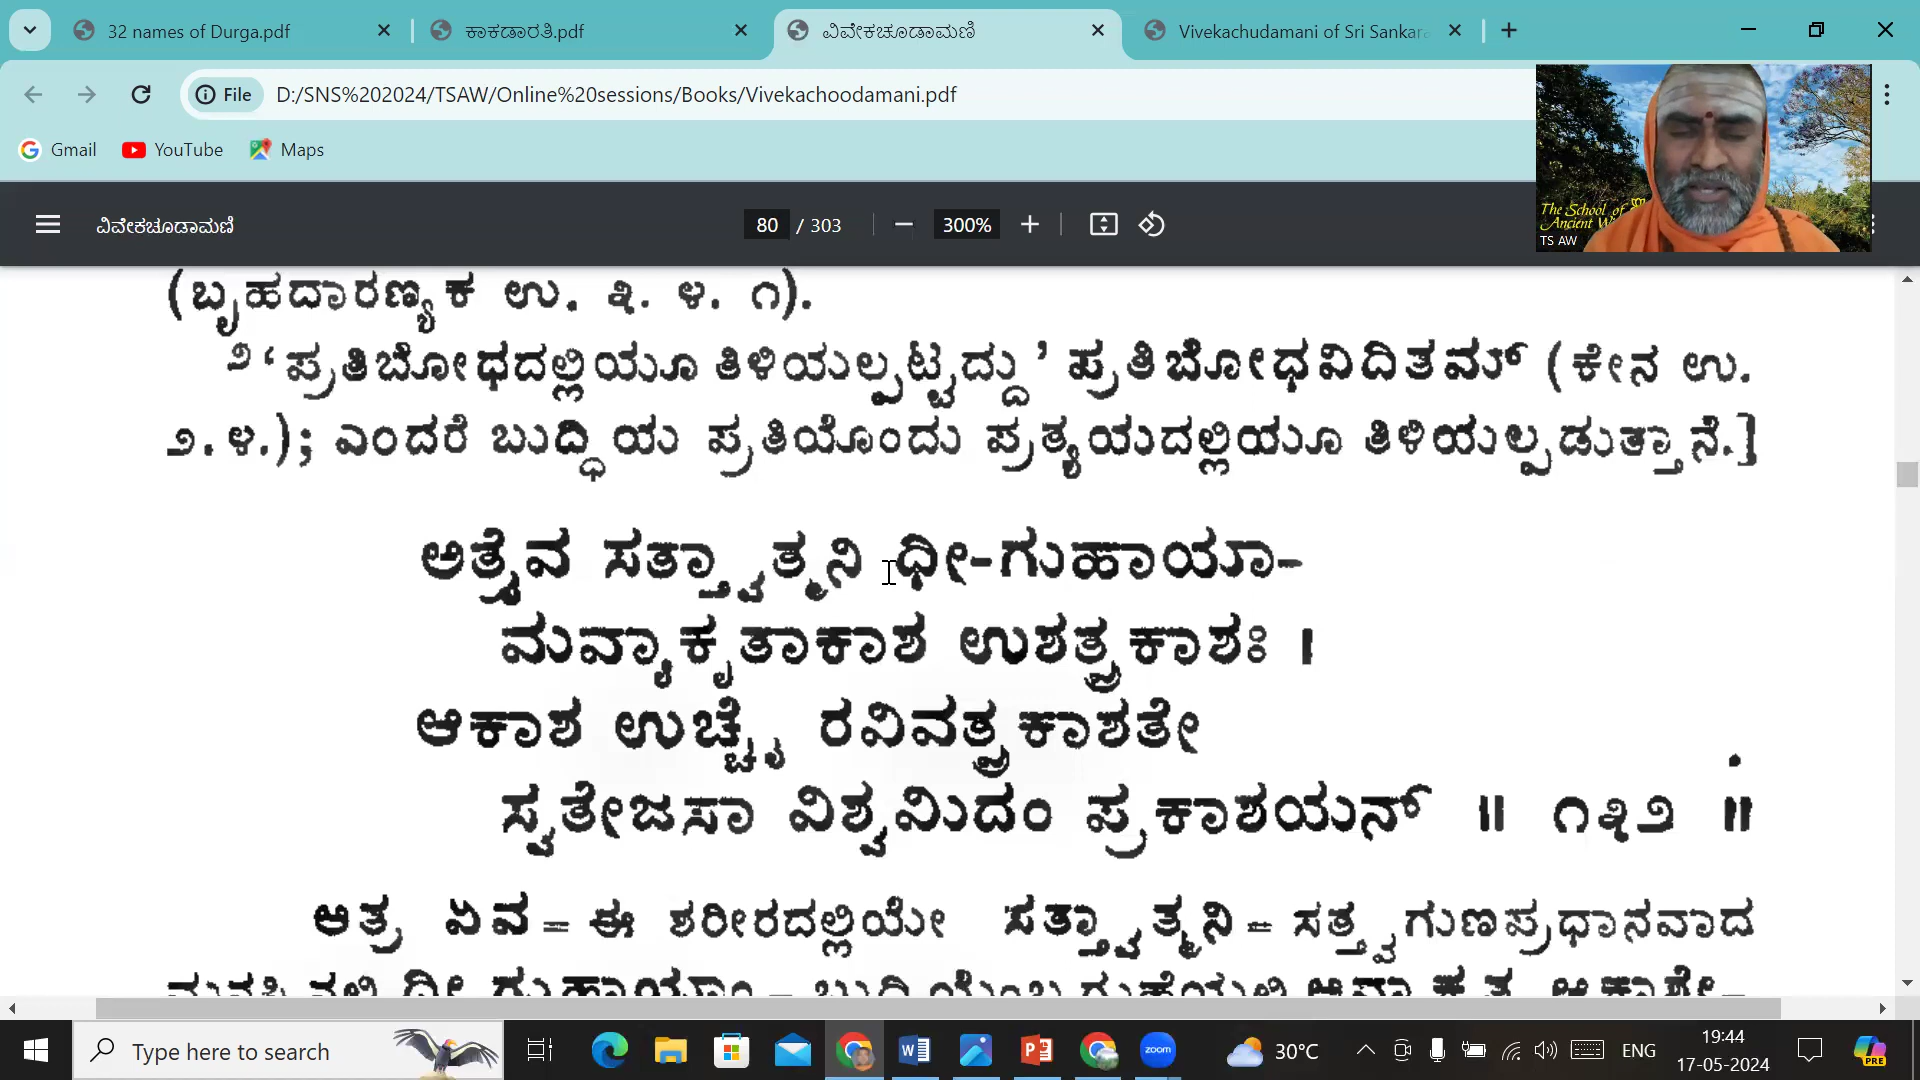 32 names of Durga.pdf
ಕಾಕಡಾರತಿ.pdf
ವಿವೇಕಚೂಡಾಮಣಿ
Vivekachudamani of Sri Sankara
File
D:/SNS%202024/TSAW/Online%20sessions/Books/Vivekachoodamani.pdf
Gmail
YouTube
Maps
The School of
Ancient W
TS AW
ವಿವೇಕಚೂಡಾಮಣಿ
80 / 303
300%
(ಬೃಹದಾರಣ್ಯಕ ಉ. ೩. ೪. ೧).
೨‘ಪ್ರತಿಬೋಧದಲ್ಲಿಯೂ ತಿಳಿಯಲ್ಪಟ್ಟದ್ದು’ ಪ್ರತಿಬೋಧವಿದಿತಮ್ (ಕೇನ ಉ.
೨. ೪.); ಎಂದರೆ ಬುದ್ಧಿಯ ಪ್ರತಿಯೊಂದು ಪ್ರತ್ಯಯದಲ್ಲಿಯೂ ತಿಳಿಯಲ್ಪಡುತ್ತಾನೆ.]
ಅತ್ರೈವ ಸತ್ತ್ವಾತ್ಮನಿ ಧೀ-ಗುಹಾಯಾ-
ಮವ್ಯಾಕೃತಾಕಾಶ ಉಶತ್ಪ್ರಕಾಶಃ ।
ಆಕಾಶ ಉಚ್ಚೈ ರವಿವತ್ಪ್ರಕಾಶತೇ
ಸ್ವತೇಜಸಾ ವಿಶ್ವಮಿದಂ ಪ್ರಕಾಶಯನ್ ॥ ೧೩೨ ॥
ಅತ್ರ ಏವ = ಈ ಶರೀರದಲ್ಲಿಯೇ ಸತ್ತ್ವಾತ್ಮನಿ = ಸತ್ತ್ವಗುಣಪ್ರಧಾನವಾದ
Type here to search
zoom
30°C
ENG
19:44
17-05-2024
PRE